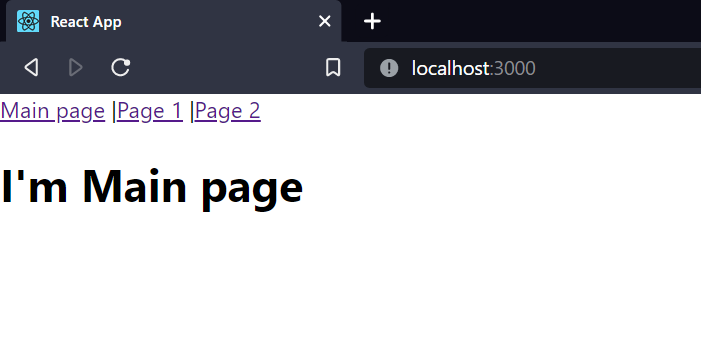 React App
localhost:3000
Main page |Page 1 |Page 2
I'm Main page